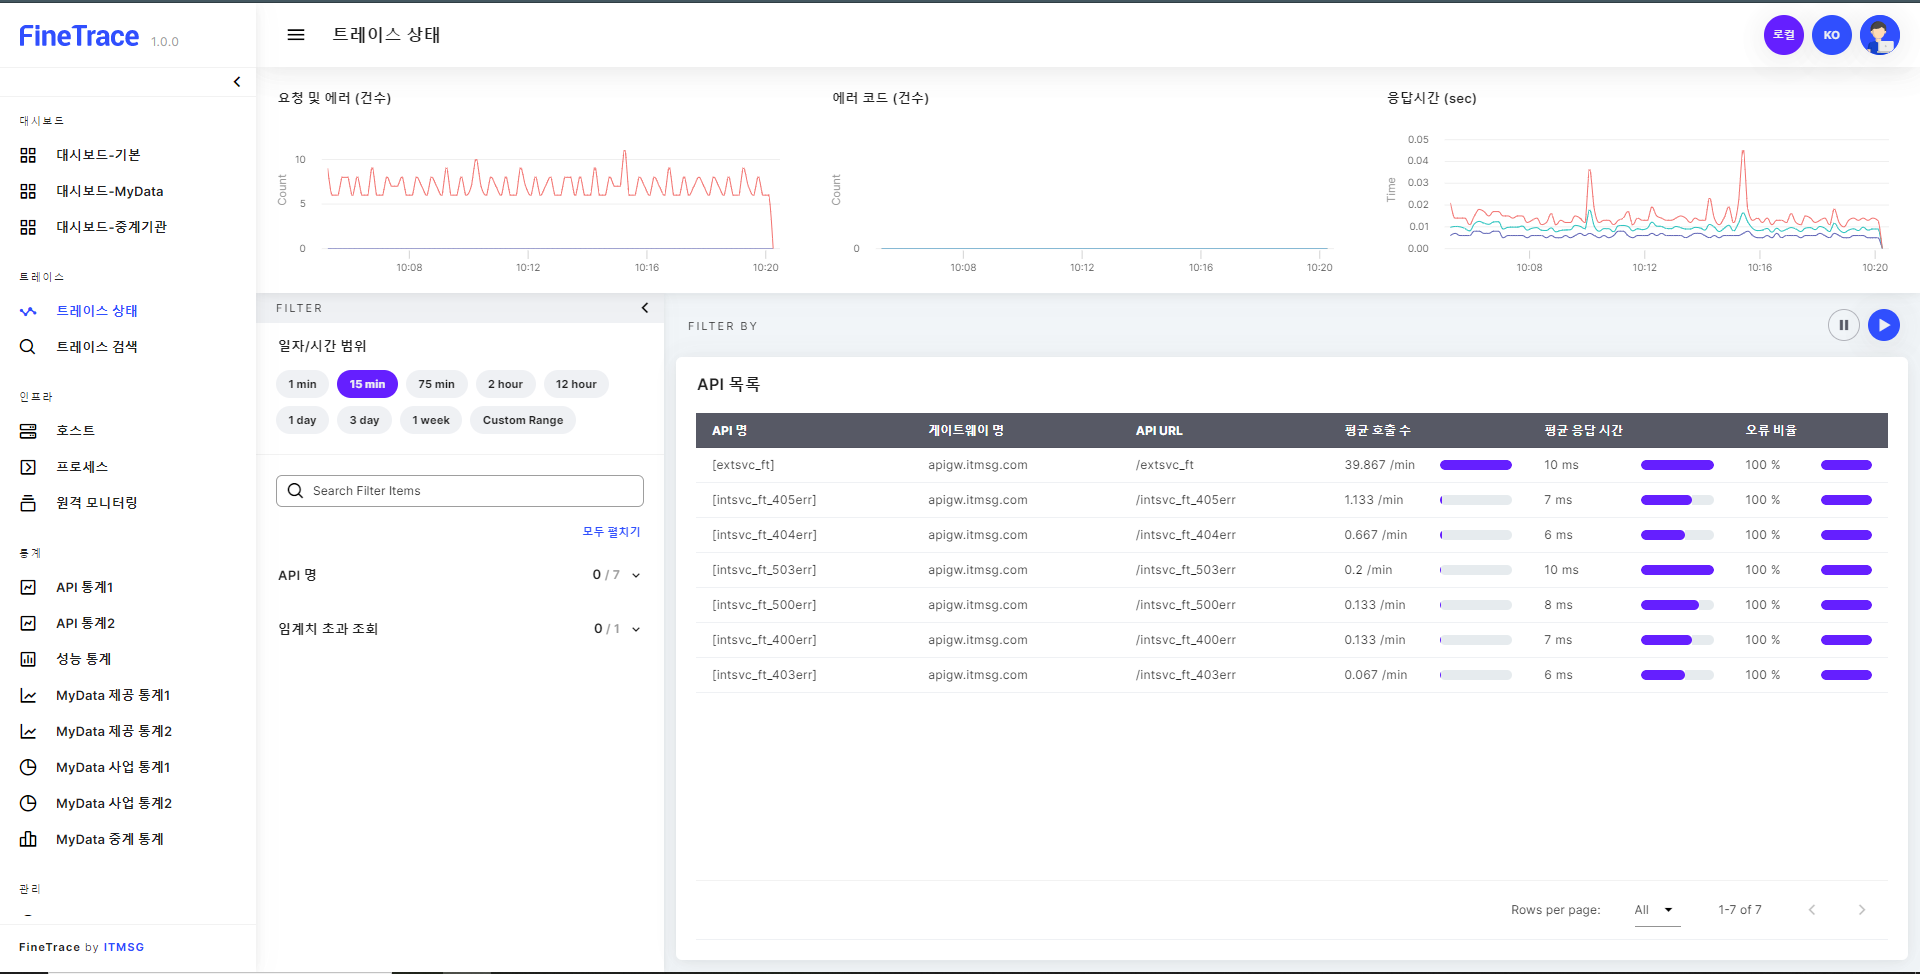 FineTrace 1.0.0
트레이스 상태
로컬
KO
대시보드
대시보드-기본
대시보드-MyData
대시보드-중계기관
트레이스
트레이스 상태
트레이스 검색
인프라
호스트
프로세스
원격 모니터링
통계
API 통계1
API 통계2
성능 통계
MyData 제공 통계1
MyData 제공 통계2
MyData 사업 통계1
MyData 사업 통계2
MyData 중계 통계
관리
FineTrace by ITMSG
요청 및 에러 (건수)
Count
10
5
0
10:08 10:12 10:16 10:20
에러 코드 (건수)
Count
0
10:08 10:12 10:16 10:20
응답시간 (sec)
Time
0.05
0.04
0.03
0.02
0.01
0.00
10:08 10:12 10:16 10:20
FILTER
일자/시간 범위
1 min 15 min 75 min 2 hour 12 hour
1 day 3 day 1 week Custom Range
Search Filter Items
모두 펼치기
API 명 0 / 7
임계치 초과 조회 0 / 1
FILTER BY
API 목록
API 명 게이트웨이 명 API URL 평균 호출 수 평균 응답 시간 오류 비율
[extsvc_ft] apigw.itmsg.com /extsvc_ft 39.867 /min 10 ms 100 %
[intsvc_ft_405err] apigw.itmsg.com /intsvc_ft_405err 1.133 /min 7 ms 100 %
[intsvc_ft_404err] apigw.itmsg.com /intsvc_ft_404err 0.667 /min 6 ms 100 %
[intsvc_ft_503err] apigw.itmsg.com /intsvc_ft_503err 0.2 /min 10 ms 100 %
[intsvc_ft_500err] apigw.itmsg.com /intsvc_ft_500err 0.133 /min 8 ms 100 %
[intsvc_ft_400err] apigw.itmsg.com /intsvc_ft_400err 0.133 /min 7 ms 100 %
[intsvc_ft_403err] apigw.itmsg.com /intsvc_ft_403err 0.067 /min 6 ms 100 %
Rows per page: All 1-7 of 7